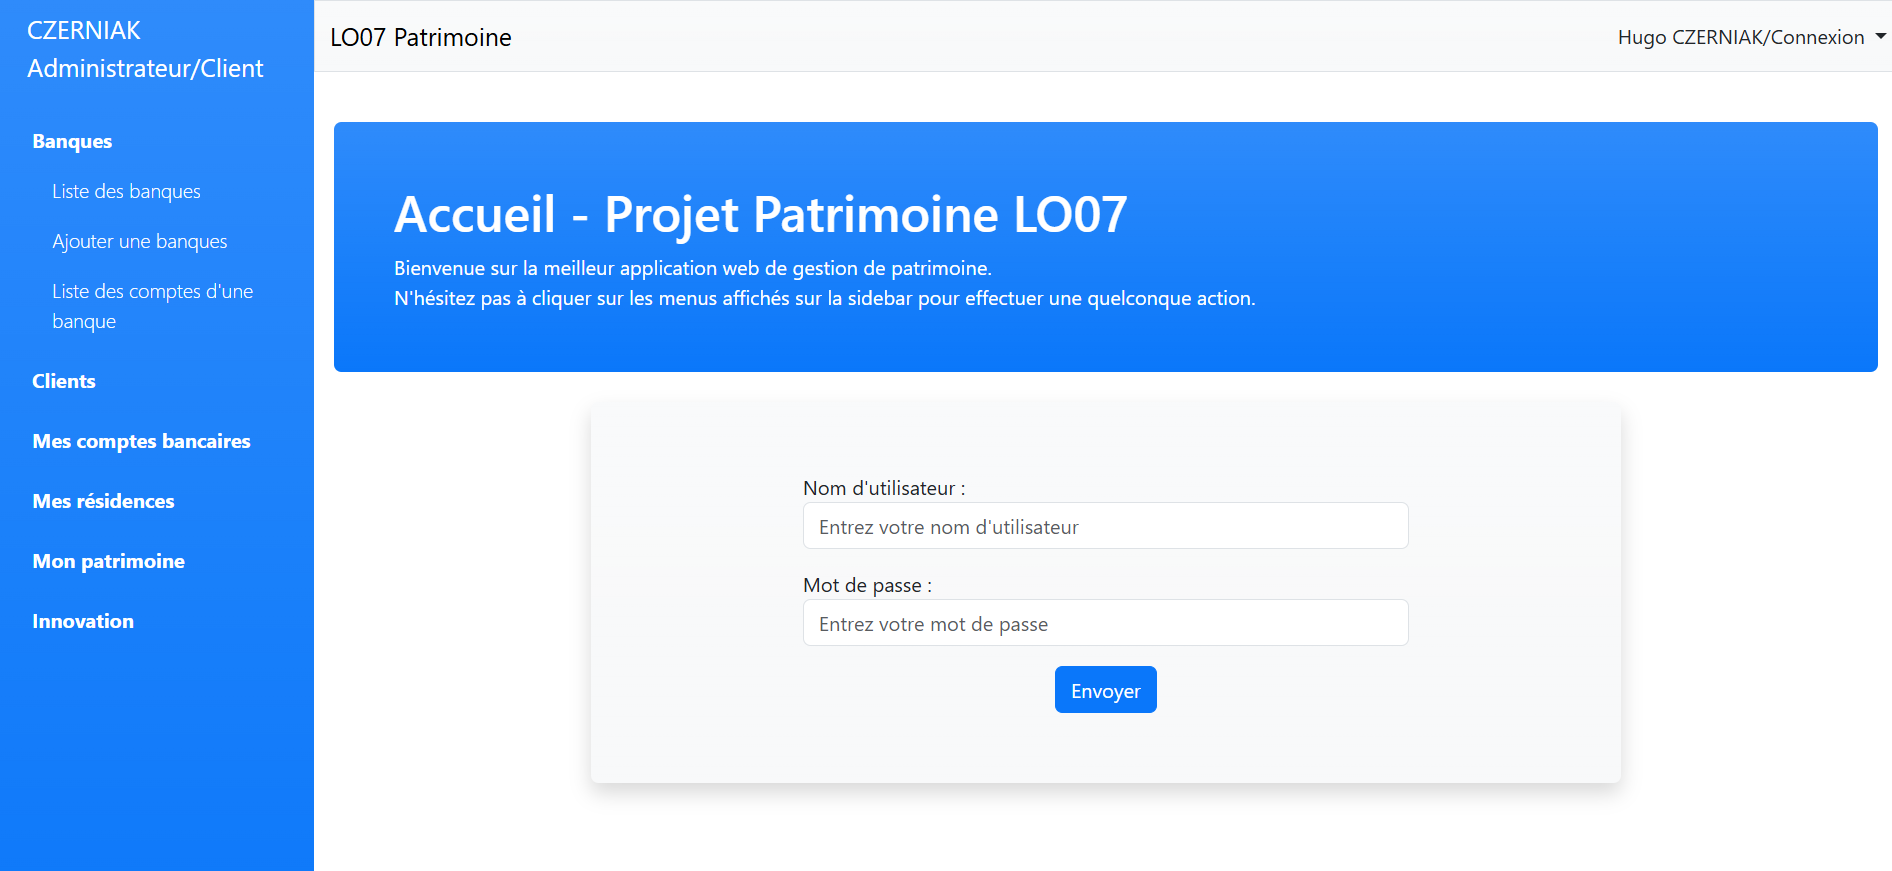 CZERNIAK
Administrateur/Client
Banques
Liste des banques
Ajouter une banques
Liste des comptes d'une
banque
Clients
Mes comptes bancaires
Mes résidences
Mon patrimoine
Innovation
LO07 Patrimoine
Hugo CZERNIAK/Connexion
Accueil - Projet Patrimoine LO07
Bienvenue sur la meilleur application web de gestion de patrimoine.
N'hésitez pas à cliquer sur les menus affichés sur la sidebar pour effectuer une quelconque action.
Nom d'utilisateur :
Entrez votre nom d'utilisateur
Mot de passe :
Entrez votre mot de passe
Envoyer